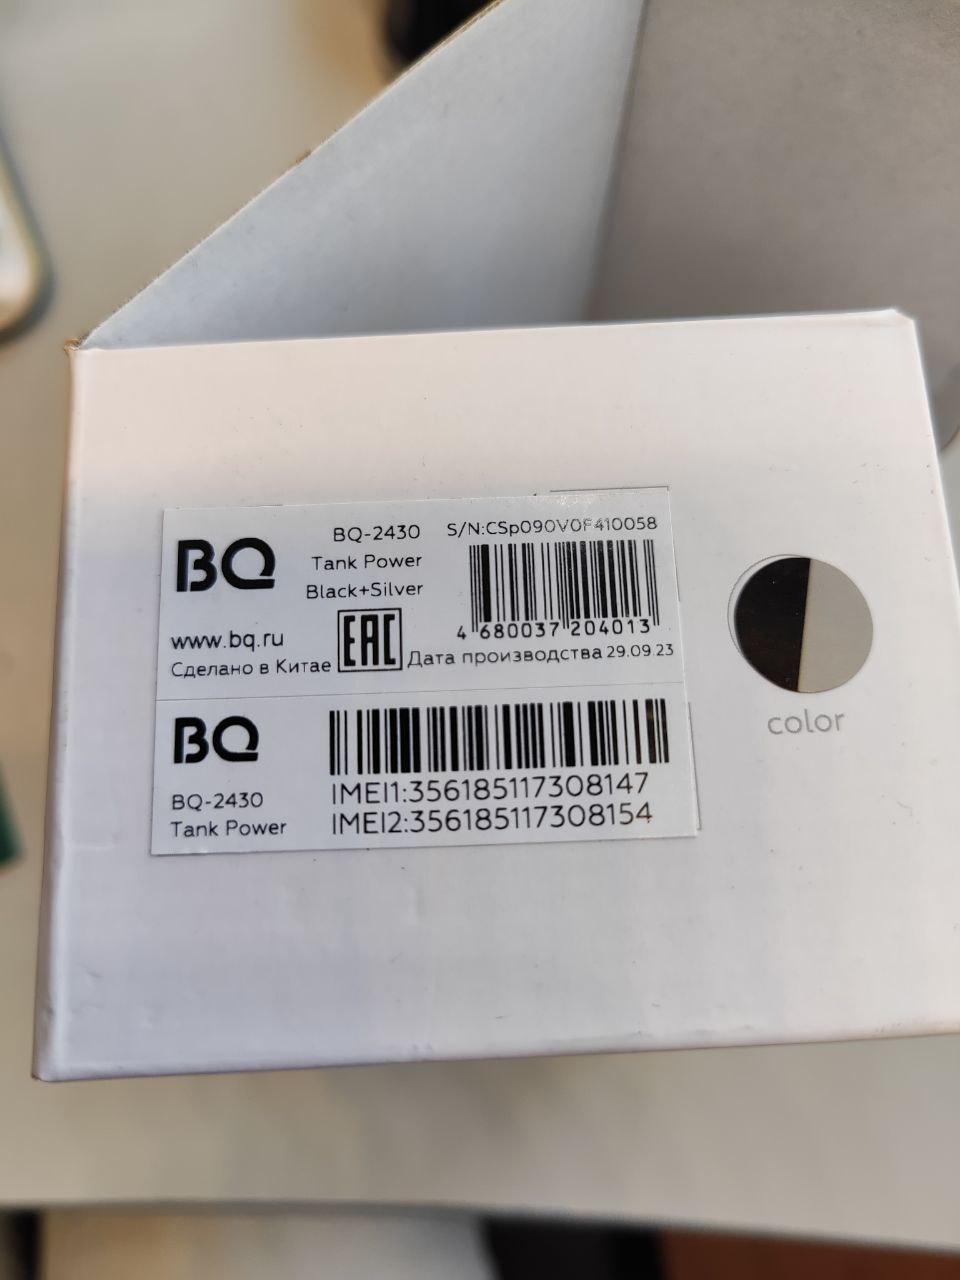 BQ
BQ-2430
Tank Power
Black+Silver
S/N:CSp090V0F410058
4 680037 204013
www.bq.ru
Сделано в Китае
EAC
Дата производства 29.09.23
BQ
BQ-2430
Tank Power
IMEI1:356185117308147
IMEI2:356185117308154
color